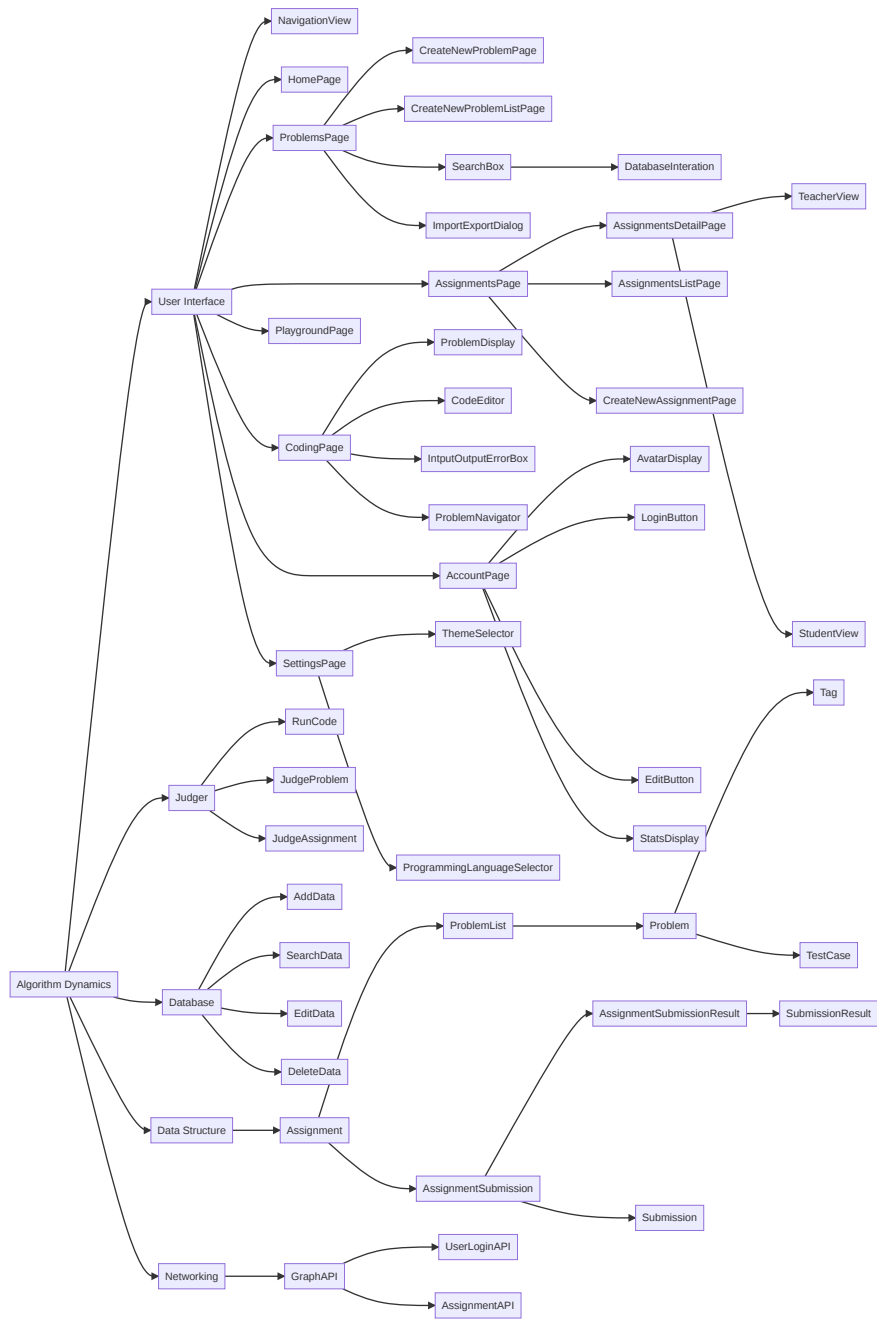 NavigationView
CreateNewProblemPage
HomePage
CreateNewProblemListPage
ProblemsPage
SearchBox
DatabaseInteration
TeacherView
ImportExportDialog
AssignmentsDetailPage
User Interface
AssignmentsPage
AssignmentsListPage
PlaygroundPage
ProblemDisplay
CodeEditor
CreateNewAssignmentPage
CodingPage
IntputOutputErrorBox
AvatarDisplay
ProblemNavigator
LoginButton
AccountPage
ThemeSelector
StudentView
SettingsPage
Tag
RunCode
JudgeProblem
EditButton
Judger
JudgeAssignment
StatsDisplay
ProgrammingLanguageSelector
AddData
ProblemList
Problem
SearchData
TestCase
Algorithm Dynamics
Database
EditData
AssignmentSubmissionResult
SubmissionResult
DeleteData
Data Structure
Assignment
AssignmentSubmission
Submission
UserLoginAPI
Networking
GraphAPI
AssignmentAPI